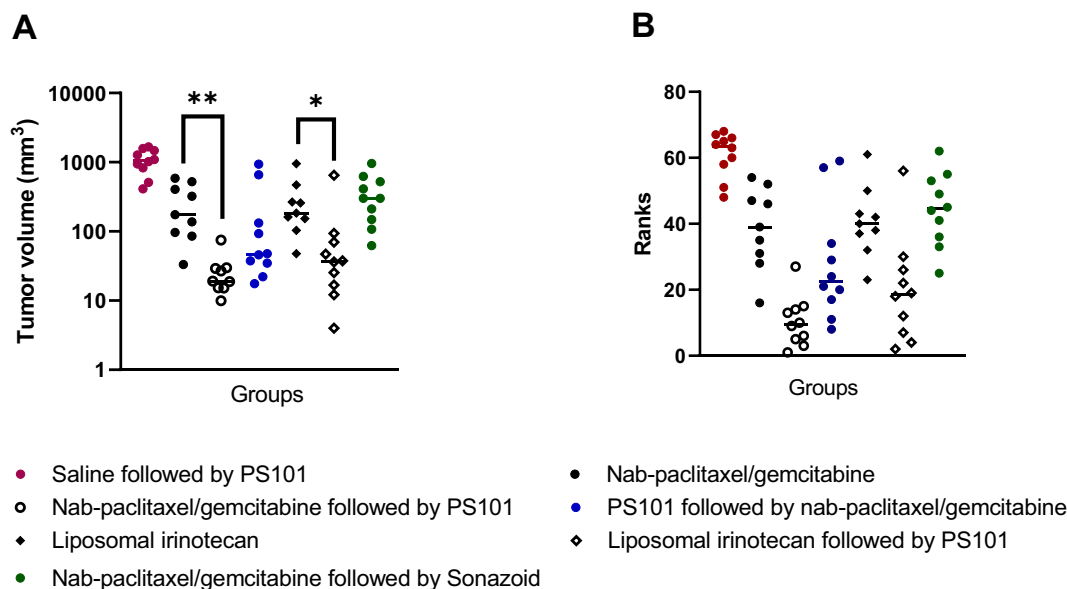 A
B
Tumor volume (mm³)
10000
1000
100
10
1
**
*
Groups
Ranks
80
60
40
20
0
Groups
Saline followed by PS101
Nab-paclitaxel/gemcitabine
Nab-paclitaxel/gemcitabine followed by PS101
PS101 followed by nab-paclitaxel/gemcitabine
Liposomal irinotecan
Liposomal irinotecan followed by PS101
Nab-paclitaxel/gemcitabine followed by Sonazoid